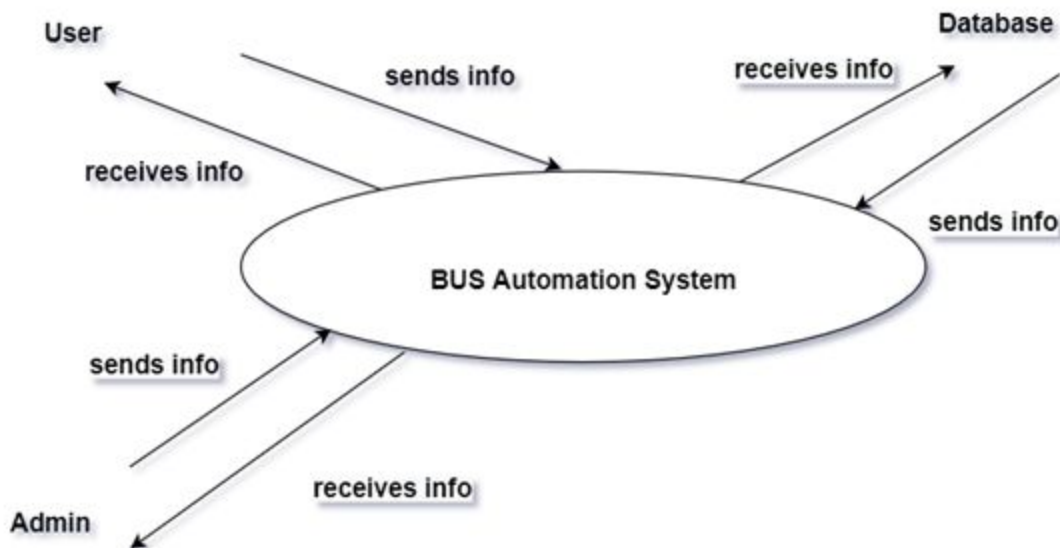 User
Database
sends info
receives info
receives info
sends info
BUS Automation System
sends info
receives info
Admin